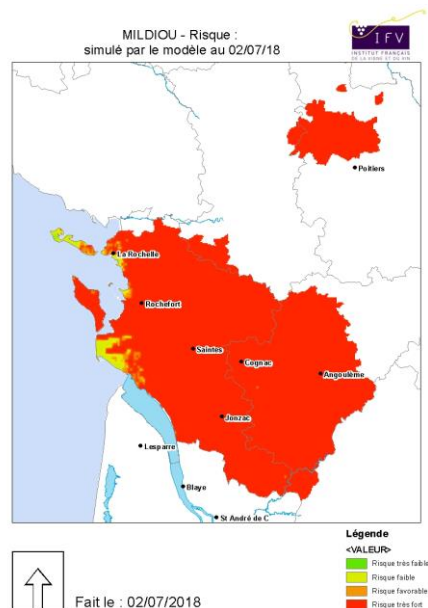 MILDIOU - Risque :
simulé par le modèle au 02/07/18
IFV
INSTITUT FRANÇAIS
DE LA VIGNE ET DU VIN
Poitiers
La Rochelle
Rochefort
Saintes
Cognac
Angoulême
Jonzac
Lesparre
Blaye
St André de C
Légende
<VALEUR>
Risque très faible
Risque faible
Risque favorable
Risque très fort
Fait le : 02/07/2018